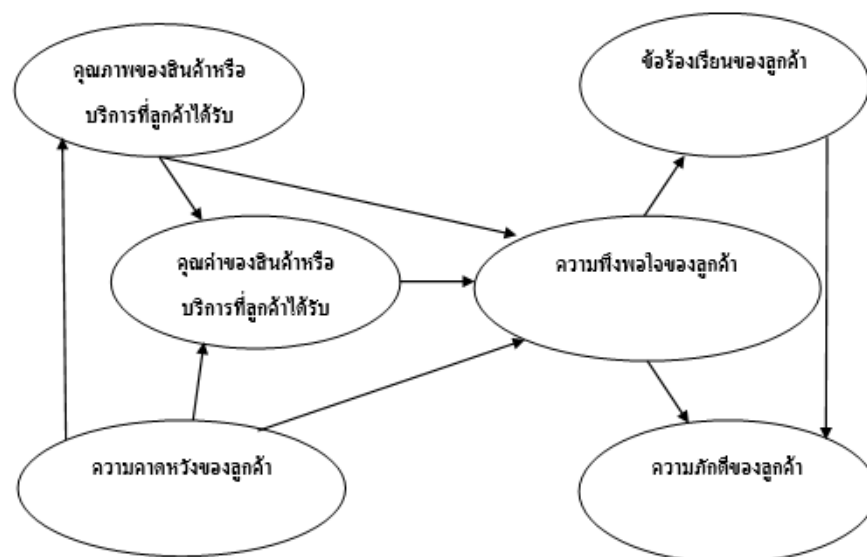 คุณภาพของสินค้าหรือ
บริการที่ลูกค้าได้รับ
ข้อร้องเรียนของลูกค้า
คุณค่าของสินค้าหรือ
บริการที่ลูกค้าได้รับ
ความพึงพอใจของลูกค้า
ความคาดหวังของลูกค้า
ความภักดีของลูกค้า